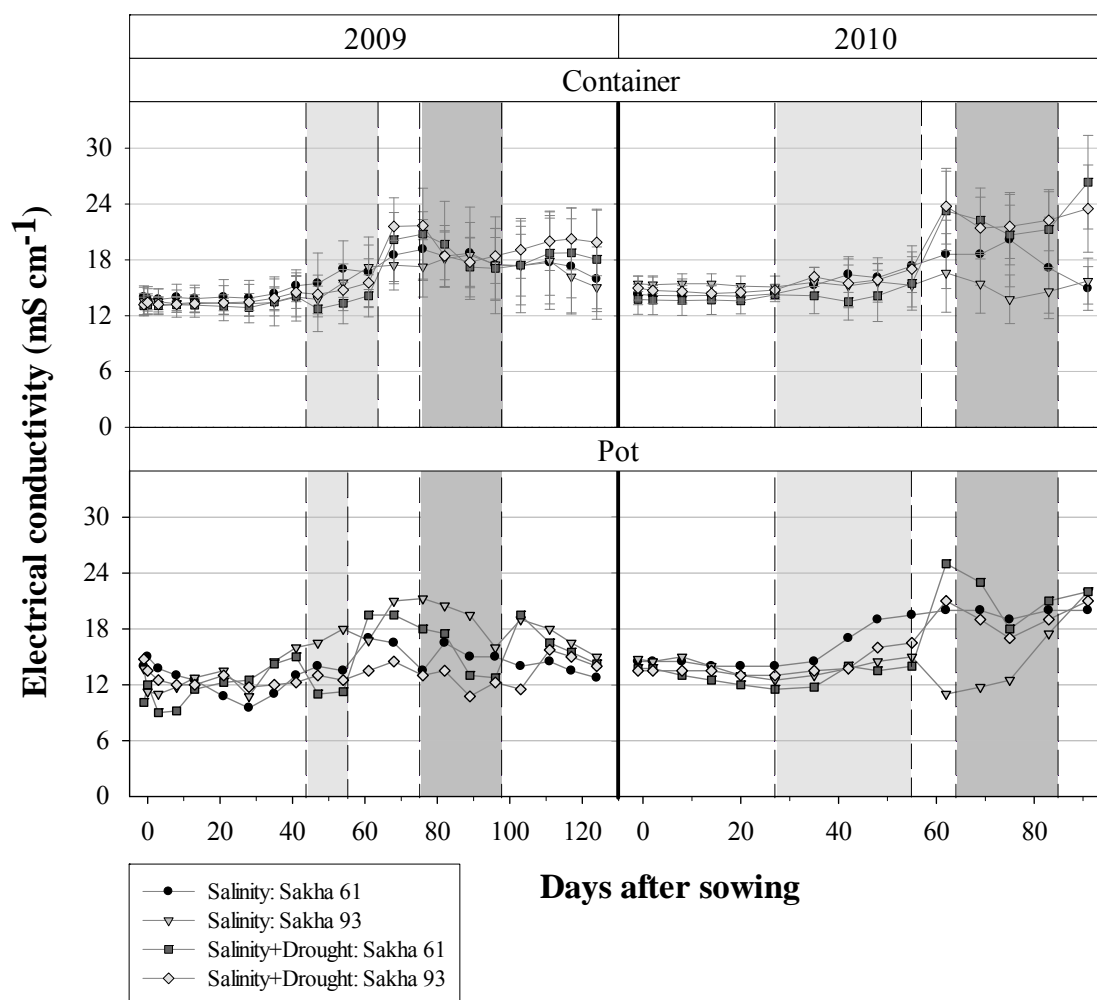 2009 2010
Container
30
24
18
12
6
0
Pot
30
24
18
12
6
0
Electrical conductivity (mS cm-1)
0 20 40 60 80 100 120 0 20 40 60 80
Days after sowing
Salinity: Sakha 61
Salinity: Sakha 93
Salinity+Drought: Sakha 61
Salinity+Drought: Sakha 93